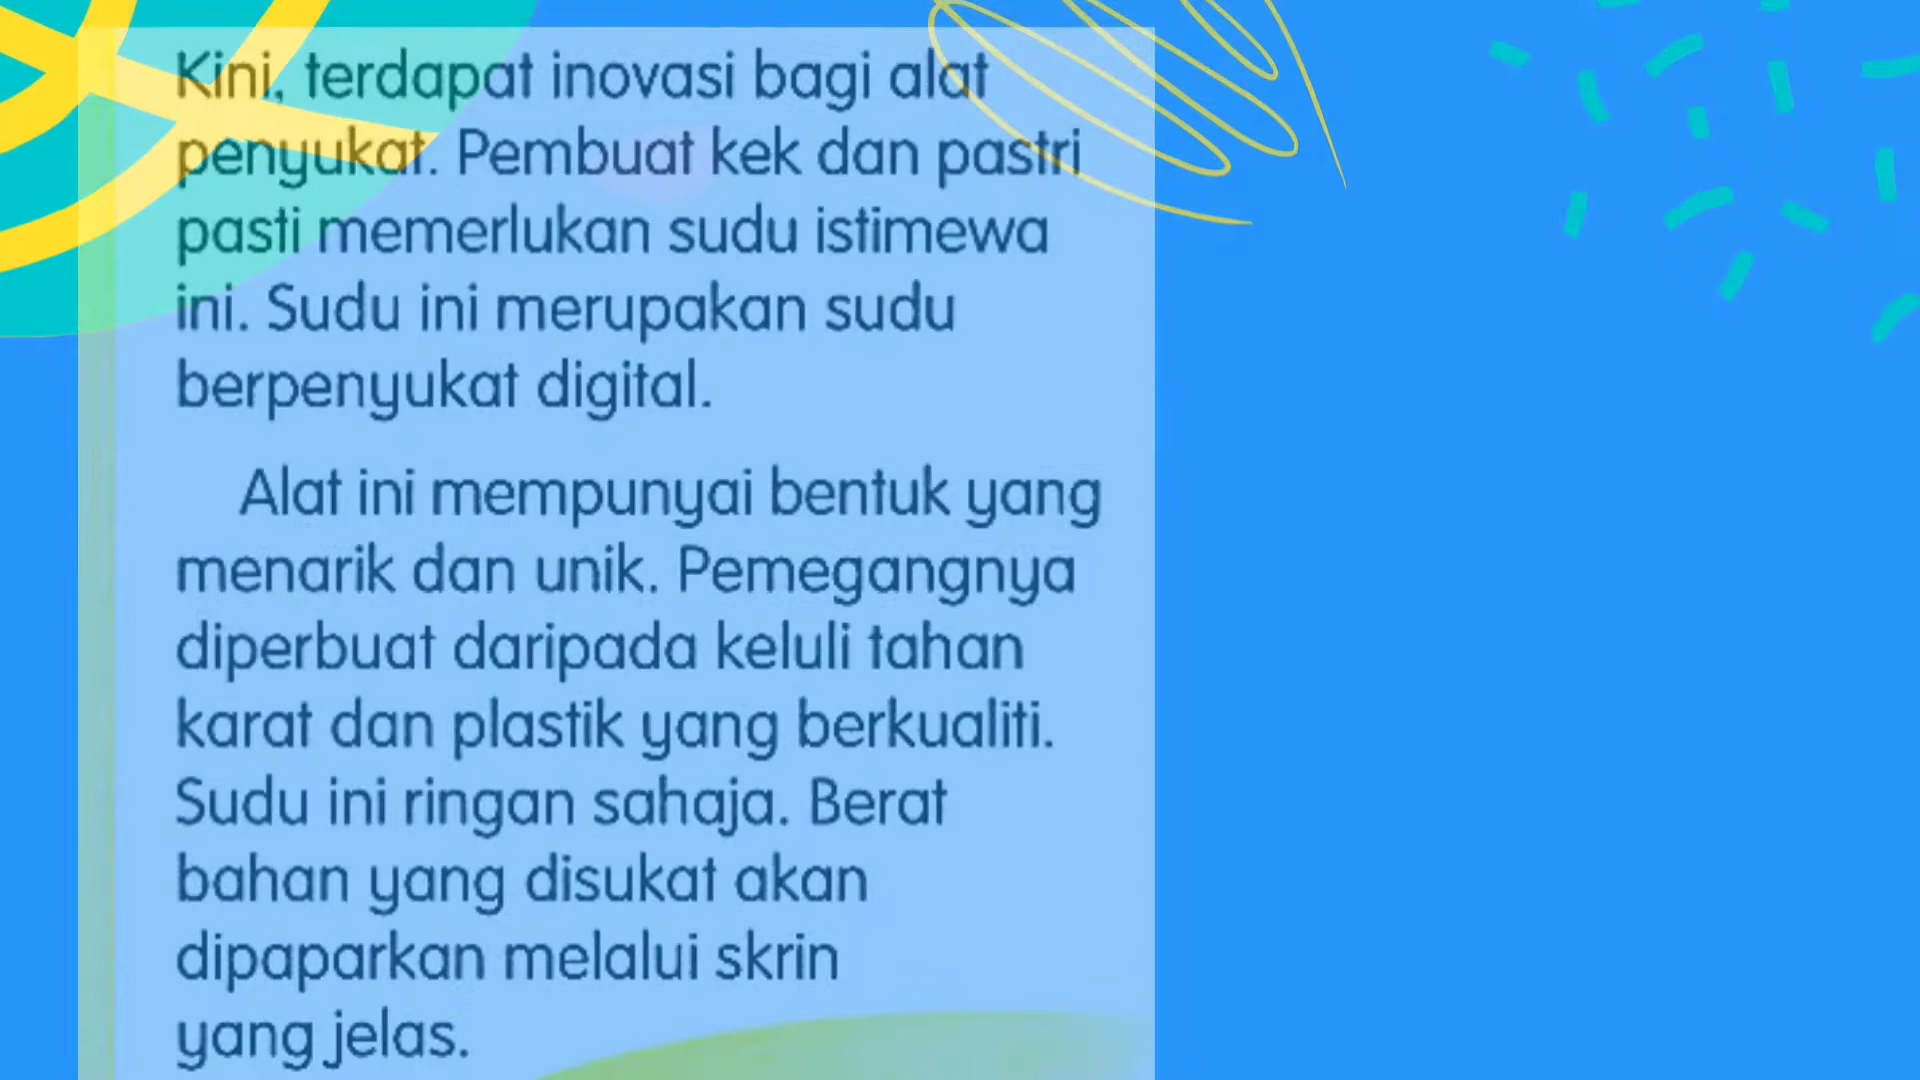 Kini, terdapat inovasi bagi alat
penyukat. Pembuat kek dan pastri
pasti memerlukan sudu istimewa
ini. Sudu ini merupakan sudu
berpenyukat digital.
Alat ini mempunyai bentuk yang
menarik dan unik. Pemegangnya
diperbuat daripada keluli tahan
karat dan plastik yang berkualiti.
Sudu ini ringan sahaja. Berat
bahan yang disukat akan
dipaparkan melalui skrin
yang jelas.